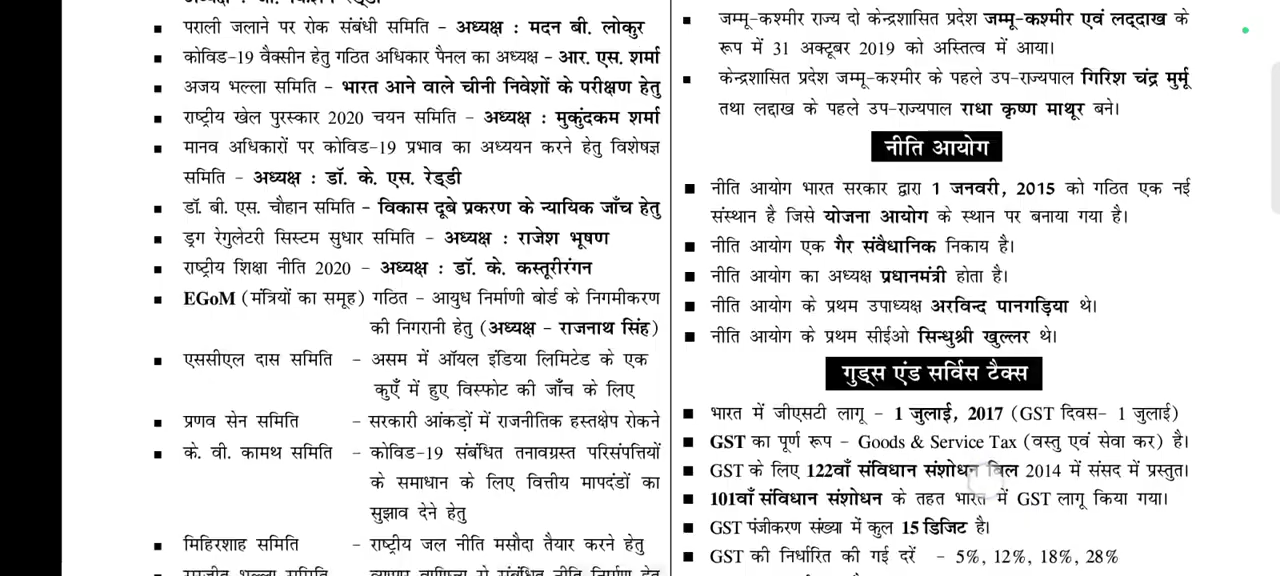 ▪ पराली जलाने पर रोक संबंधी समिति - अध्यक्ष : मदन बी. लोकुर
▪ कोविड-19 वैक्सीन हेतु गठित अधिकार पैनल का अध्यक्ष - आर. एस. शर्मा
▪ अजय भल्ला समिति - भारत आने वाले चीनी निवेशों के परीक्षण हेतु
▪ राष्ट्रीय खेल पुरस्कार 2020 चयन समिति - अध्यक्ष : मुकुंदकम शर्मा
▪ मानव अधिकारों पर कोविड-19 प्रभाव का अध्ययन करने हेतु विशेषज्ञ
समिति - अध्यक्ष : डॉ. के. एस. रेड्डी
▪ डॉ. बी. एस. चौहान समिति - विकास दूबे प्रकरण के न्यायिक जाँच हेतु
▪ ड्रग रेगुलेटरी सिस्टम सुधार समिति - अध्यक्ष : राजेश भूषण
▪ राष्ट्रीय शिक्षा नीति 2020 - अध्यक्ष : डॉ. के. कस्तूरीरंगन
▪ EGoM (मंत्रियों का समूह) गठित - आयुध निर्माणी बोर्ड के निगमीकरण
की निगरानी हेतु (अध्यक्ष - राजनाथ सिंह)
▪ एससीएल दास समिति - असम में ऑयल इंडिया लिमिटेड के एक
कुएँ में हुए विस्फोट की जाँच के लिए
▪ प्रणव सेन समिति - सरकारी आंकड़ों में राजनीतिक हस्तक्षेप रोकने
▪ के. वी. कामथ समिति - कोविड-19 संबंधित तनावग्रस्त परिसंपत्तियों
के समाधान के लिए वित्तीय मापदंडों का
सुझाव देने हेतु
▪ मिहिरशाह समिति - राष्ट्रीय जल नीति मसौदा तैयार करने हेतु
▪ जम्मू-कश्मीर राज्य दो केन्द्रशासित प्रदेश जम्मू-कश्मीर एवं लद्दाख के
रूप में 31 अक्टूबर 2019 को अस्तित्व में आया।
▪ केन्द्रशासित प्रदेश जम्मू-कश्मीर के पहले उप-राज्यपाल गिरिश चंद्र मुर्मू
तथा लद्दाख के पहले उप-राज्यपाल राधा कृष्ण माथूर बने।
नीति आयोग
▪ नीति आयोग भारत सरकार द्वारा 1 जनवरी, 2015 को गठित एक नई
संस्थान है जिसे योजना आयोग के स्थान पर बनाया गया है।
▪ नीति आयोग एक गैर संवैधानिक निकाय है।
▪ नीति आयोग का अध्यक्ष प्रधानमंत्री होता है।
▪ नीति आयोग के प्रथम उपाध्यक्ष अरविन्द पानगड़िया थे।
▪ नीति आयोग के प्रथम सीईओ सिन्धुश्री खुल्लर थे।
गुड्स एंड सर्विस टैक्स
▪ भारत में जीएसटी लागू - 1 जुलाई, 2017 (GST दिवस- 1 जुलाई)
▪ GST का पूर्ण रूप - Goods & Service Tax (वस्तु एवं सेवा कर) है।
▪ GST के लिए 122वाँ संविधान संशोधन बिल 2014 में संसद में प्रस्तुत।
▪ 101वाँ संविधान संशोधन के तहत भारत में GST लागू किया गया।
▪ GST पंजीकरण संख्या में कुल 15 डिजिट है।
▪ GST की निर्धारित की गई दरें - 5%, 12%, 18%, 28%